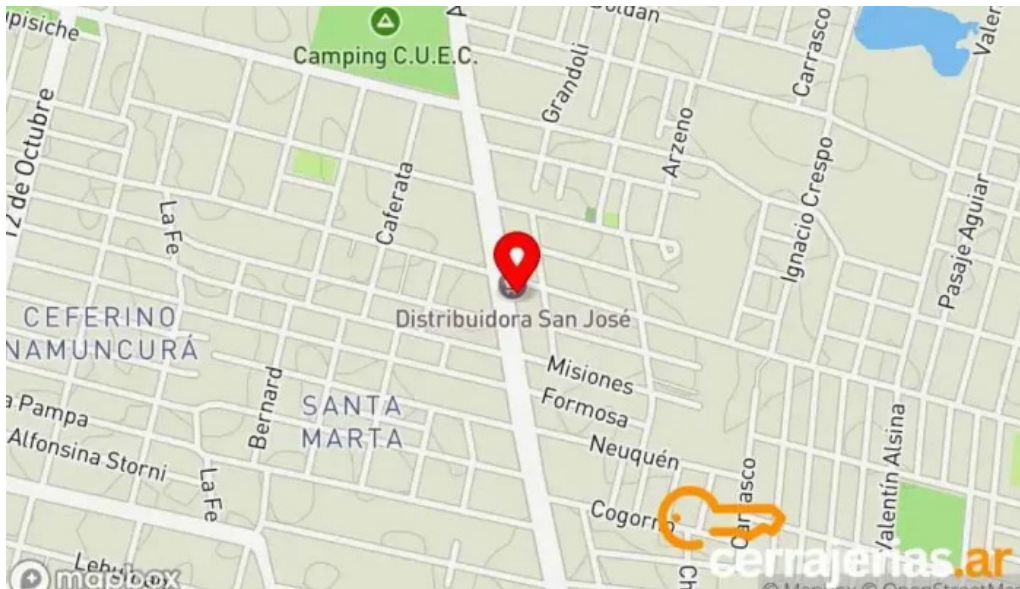 Goldan
Camping C.U.E.C.
Grandoli
Carrasco
12 de Octubre
Arzeno
Caferata
La Fe
Ignacio Crespo
Pasaje Aguiar
CEFERINO
NAMUNCURÁ
Distribuidora San José
Misiones
Formosa
Bernard
SANTA
MARTA
a Pampa
Alfonsina Storni
La Fe
Neuquén
Valentín Alsina
Cogorno
Carrasco
cerrajerias.ar
mapbox
© Mapbox © OpenStreetMap